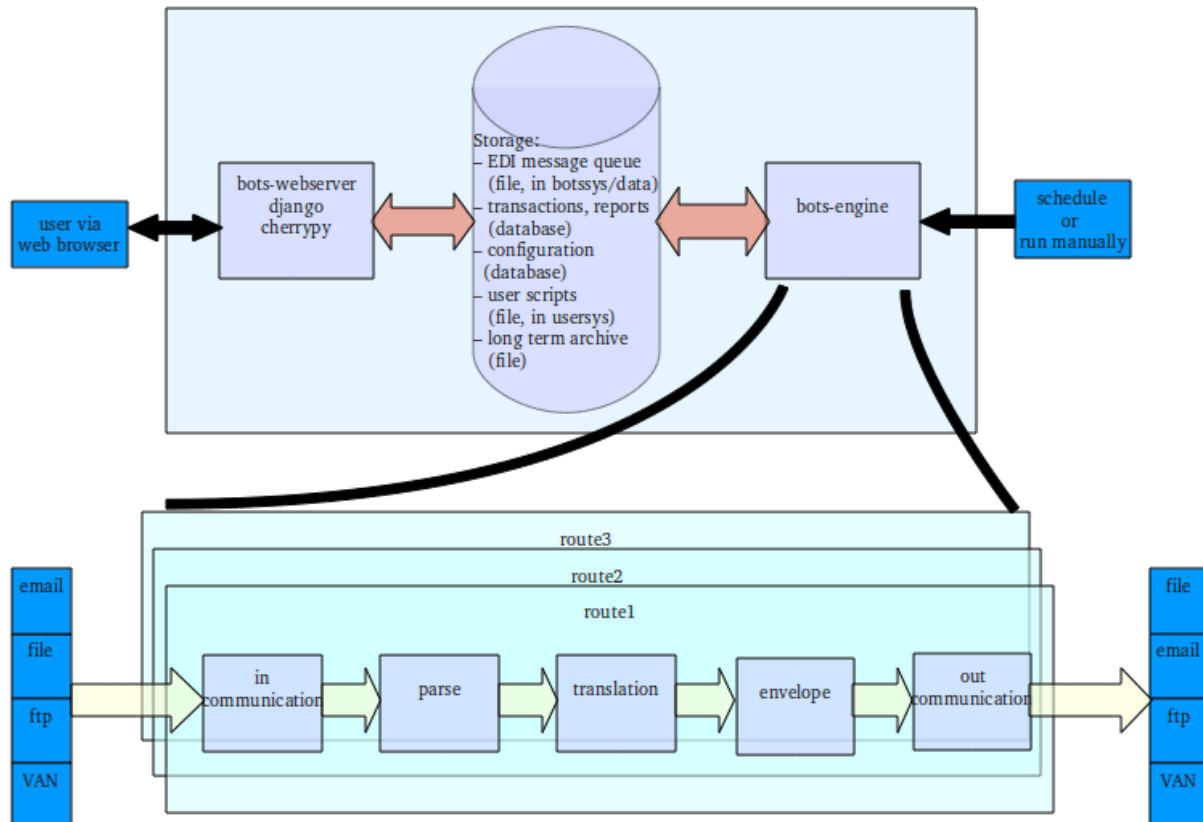 bots-webserver
django
cherrypy
user via
web browser
Storage:
– EDI message queue
(file, in botssys/data)
– transactions, reports
(database)
– configuration
(database)
– user scripts
(file, in usersys)
– long term archive
(file)
bots-engine
schedule
or
run manually
route3
route2
route1
email
file
ftp
VAN
in
communication
parse
translation
envelope
out
communication
file
email
ftp
VAN